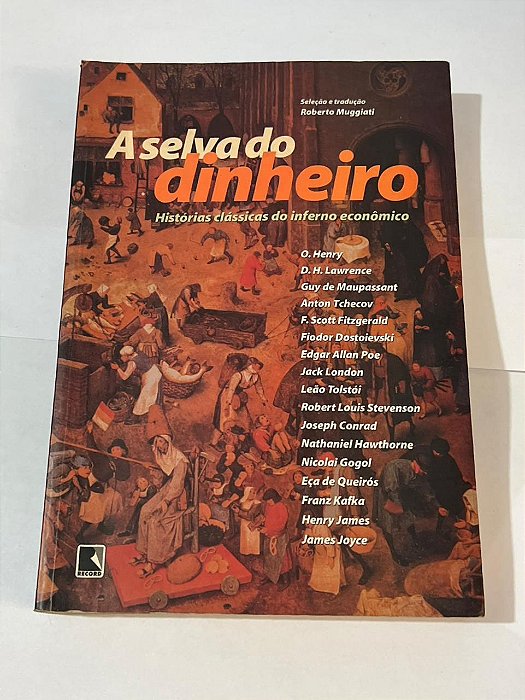 Seleção e tradução
Roberto Muggiati
A selva do
dinheiro
Histórias clássicas do inferno econômico
O. Henry
D. H. Lawrence
Guy de Maupassant
Anton Tchecov
F. Scott Fitzgerald
Fiodor Dostoievski
Edgar Allan Poe
Jack London
Leão Tolstói
Robert Louis Stevenson
Joseph Conrad
Nathaniel Hawthorne
Nicolai Gogol
Eça de Queirós
Franz Kafka
Henry James
James Joyce
RECORD